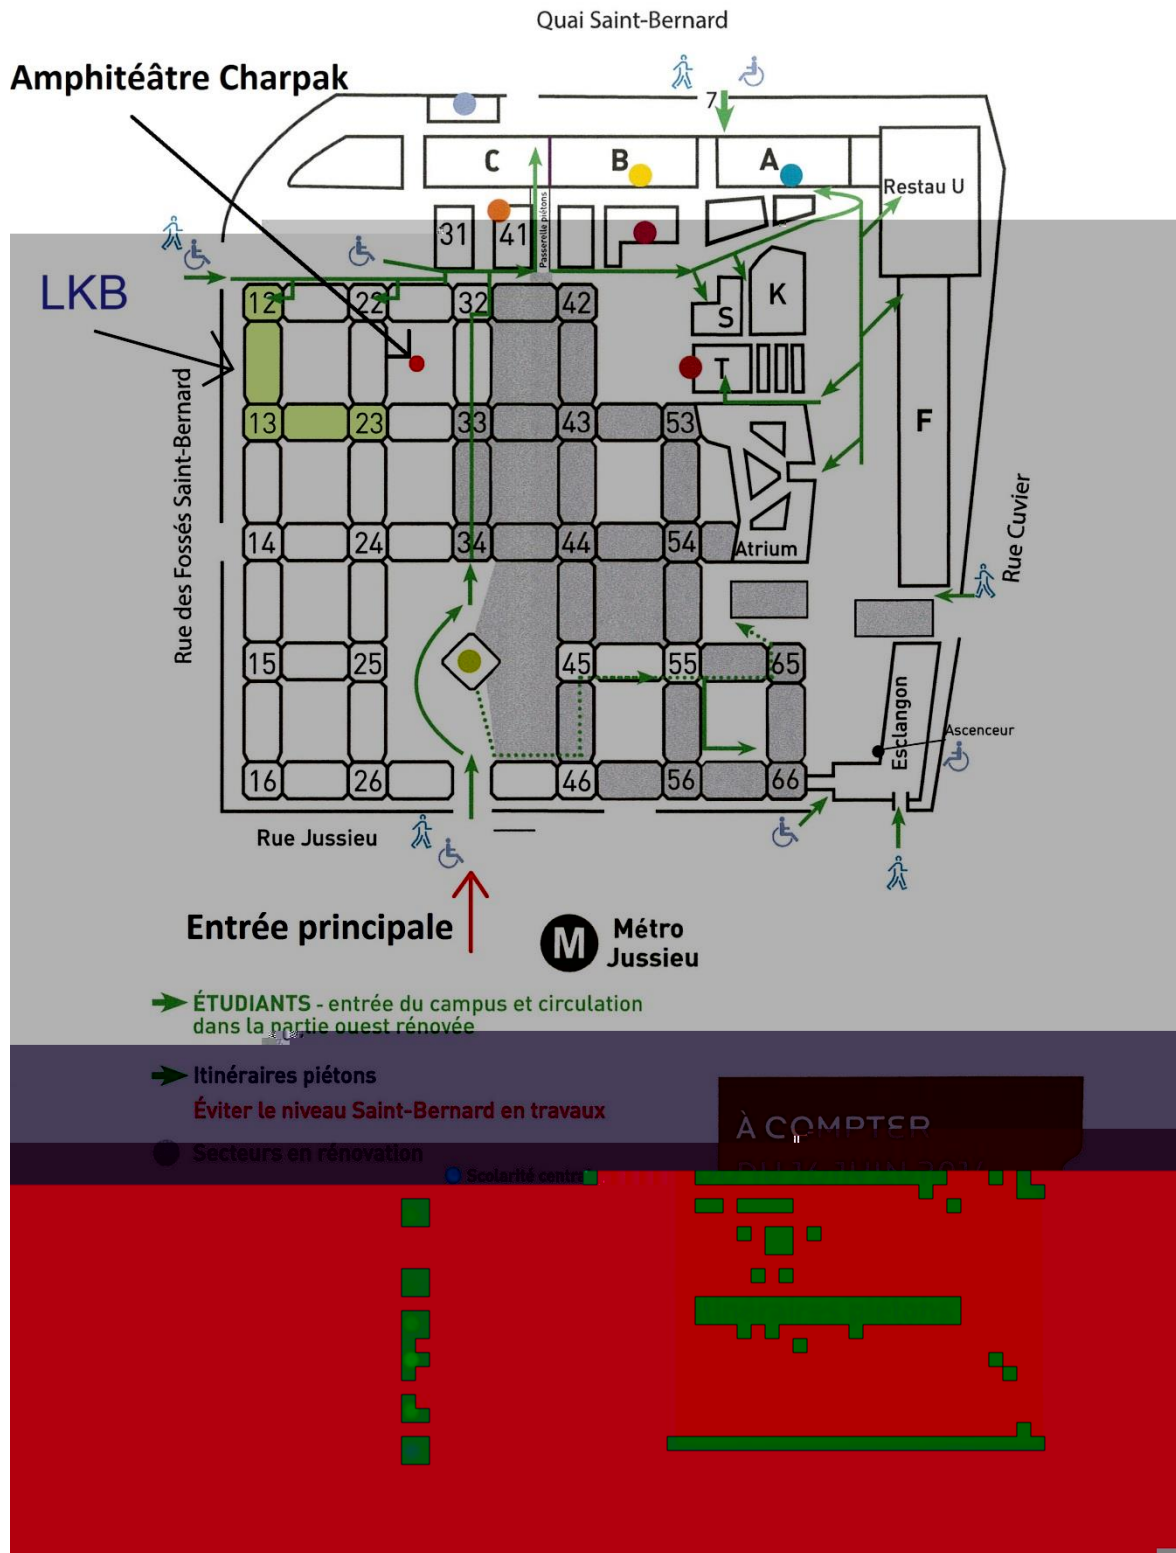 Quai Saint-Bernard
Amphitéâtre Charpak
7
C B A
Restau U
Passerelle piétons
31 41
LKB
12 22 32 42
S K
T
13 23 33 43 53
F
Rue des Fossés Saint-Bernard
Rue Cuvier
14 24 34 44 54
Atrium
15 25 45 55 65
Esclangon
Ascenceur
16 26 46 56 66
Rue Jussieu
Entrée principale
M
Métro
Jussieu
ÉTUDIANTS - entrée du campus et circulation
dans la partie ouest rénovée
Itinéraires piétons
Éviter le niveau Saint-Bernard en travaux
À COMPTER
Secteurs en rénovation
Scolarité